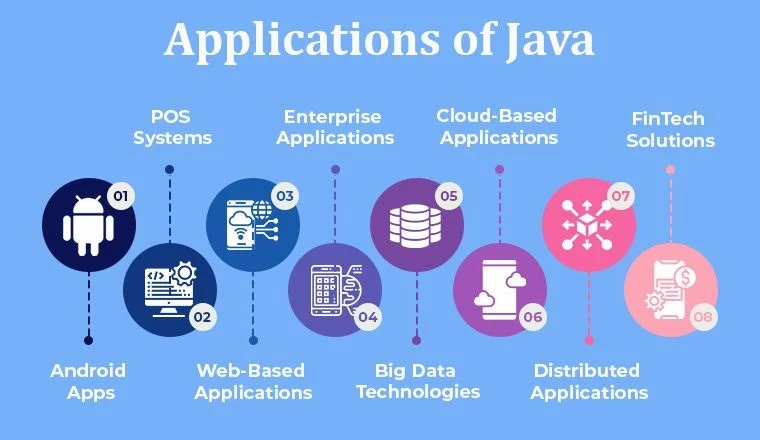 Applications of Java
POS
Systems
Enterprise
Applications
Cloud-Based
Applications
FinTech
Solutions
01
03
05
07
02
04
06
08
Android
Apps
Web-Based
Applications
Big Data
Technologies
Distributed
Applications